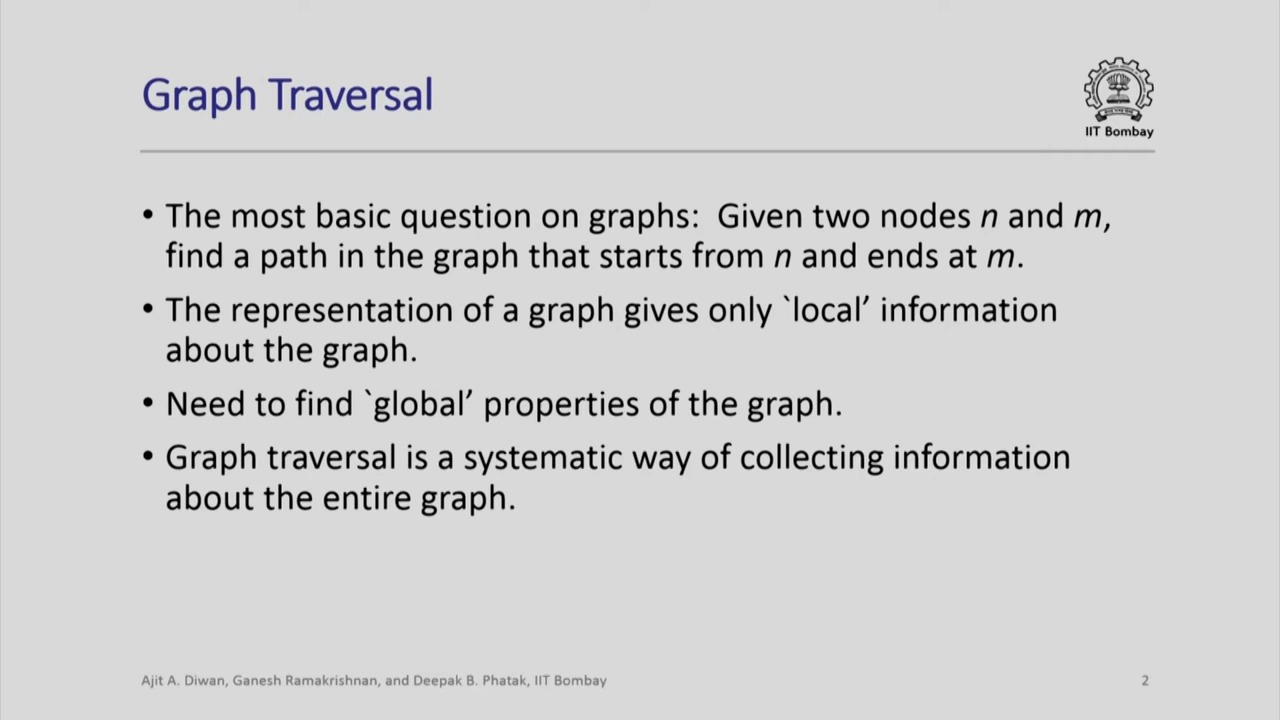 Graph Traversal
IIT Bombay
• The most basic question on graphs: Given two nodes n and m,
find a path in the graph that starts from n and ends at m.
• The representation of a graph gives only `local’ information
about the graph.
• Need to find `global’ properties of the graph.
• Graph traversal is a systematic way of collecting information
about the entire graph.
Ajit A. Diwan, Ganesh Ramakrishnan, and Deepak B. Phatak, IIT Bombay
2